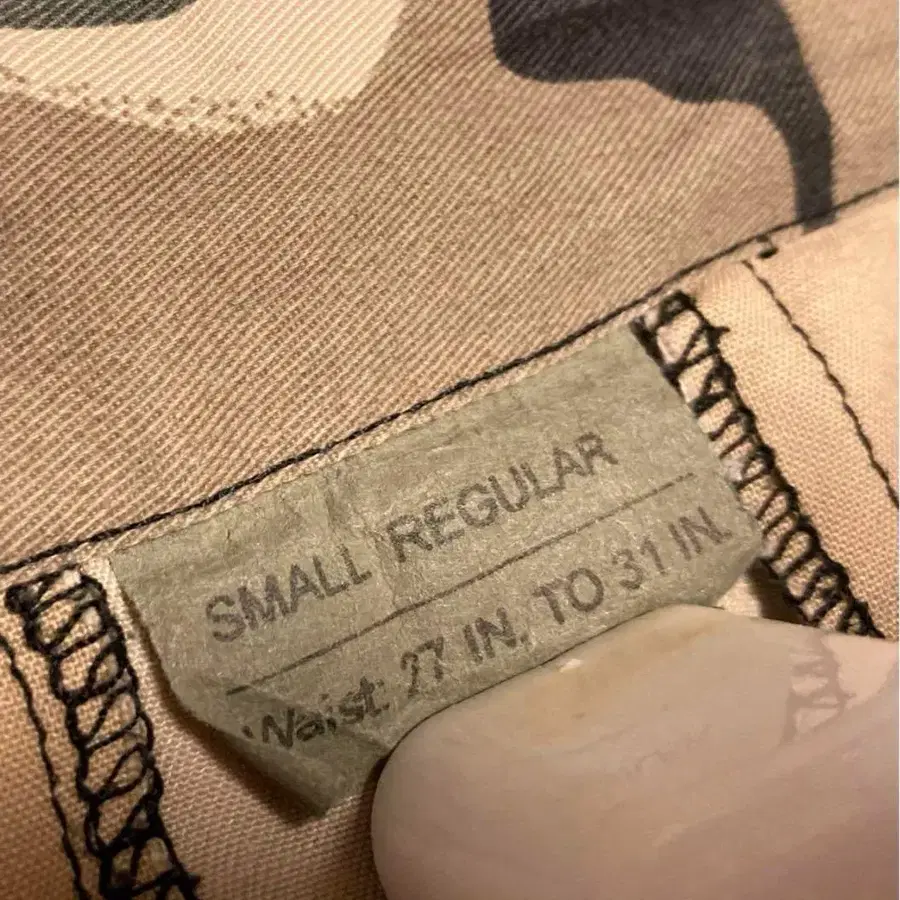 SMALL REGULAR
Waist: 27 IN. TO 31 IN.